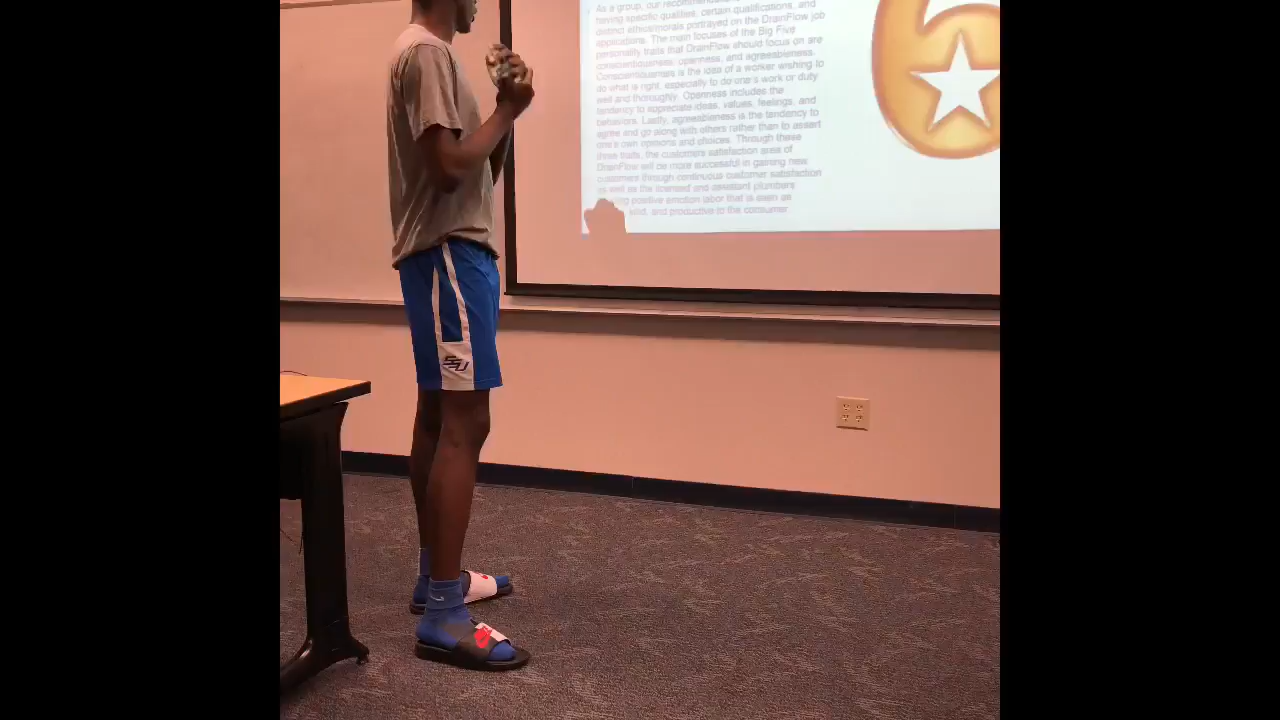 As a group, our recommendations
having specific qualities, certain qualifications, and
distinct ethics/morals portrayed on the DrainFlow job
applications. The main focuses of the Big Five
personality traits that DrainFlow should focus on are
conscientiousness, openness, and agreeableness.
Conscientiousness is the idea of a worker wishing to
do what is right, especially to do one's work or duty
well and thoroughly. Openness includes the
tendency to appreciate ideas, values, feelings, and
behaviors. Lastly, agreeableness is the tendency to
agree and go along with others rather than to assert
one's own opinions and choices. Through these
three traits, the customers satisfaction area of
DrainFlow will be more successful in gaining new
customers through continuous customer satisfaction
as well as the licensed and assistant plumbers
positive emotion labor that is seen as
and productive to the consumer
SSU